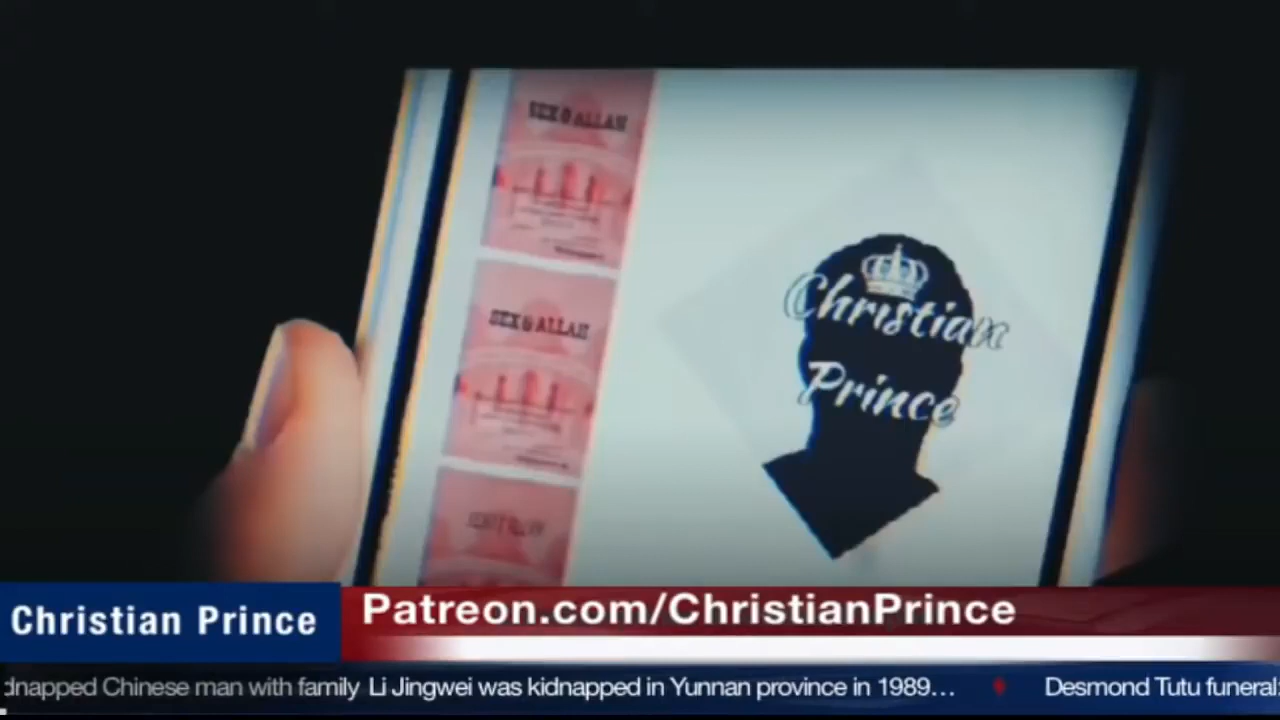 SEX & ALLAH
SEX & ALLAH
Christian
Prince
Christian Prince
Patreon.com/ChristianPrince
dnapped Chinese man with family Li Jingwei was kidnapped in Yunnan province in 1989...
Desmond Tutu funeral: